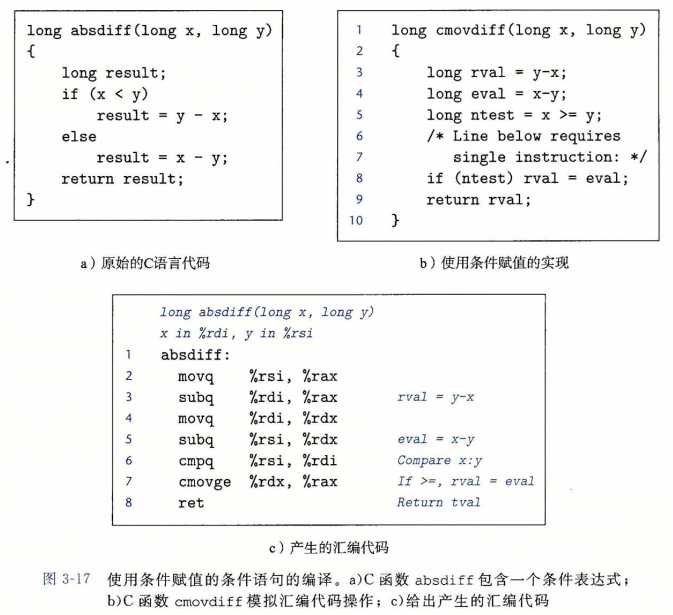 long absdiff(long x, long y)
{
    long result;
    if (x < y)
        result = y - x;
    else
        result = x - y;
    return result;
}
a）原始的C语言代码
1 long cmovdiff(long x, long y)
2 {
3     long rval = y-x;
4     long eval = x-y;
5     long ntest = x >= y;
6     /* Line below requires
7        single instruction: */
8     if (ntest) rval = eval;
9     return rval;
10 }
b）使用条件赋值的实现
long absdiff(long x, long y)
x in %rdi, y in %rsi
1 absdiff:
2   movq    %rsi, %rax
3   subq    %rdi, %rax    rval = y-x
4   movq    %rdi, %rdx
5   subq    %rsi, %rdx    eval = x-y
6   cmpq    %rsi, %rdi    Compare x:y
7   cmovge  %rdx, %rax    If >=, rval = eval
8   ret    Return tval
c）产生的汇编代码
图 3-17 使用条件赋值的条件语句的编译。a)C 函数 absdiff 包含一个条件表达式；
b)C 函数 cmovdiff 模拟汇编代码操作；c)给出产生的汇编代码